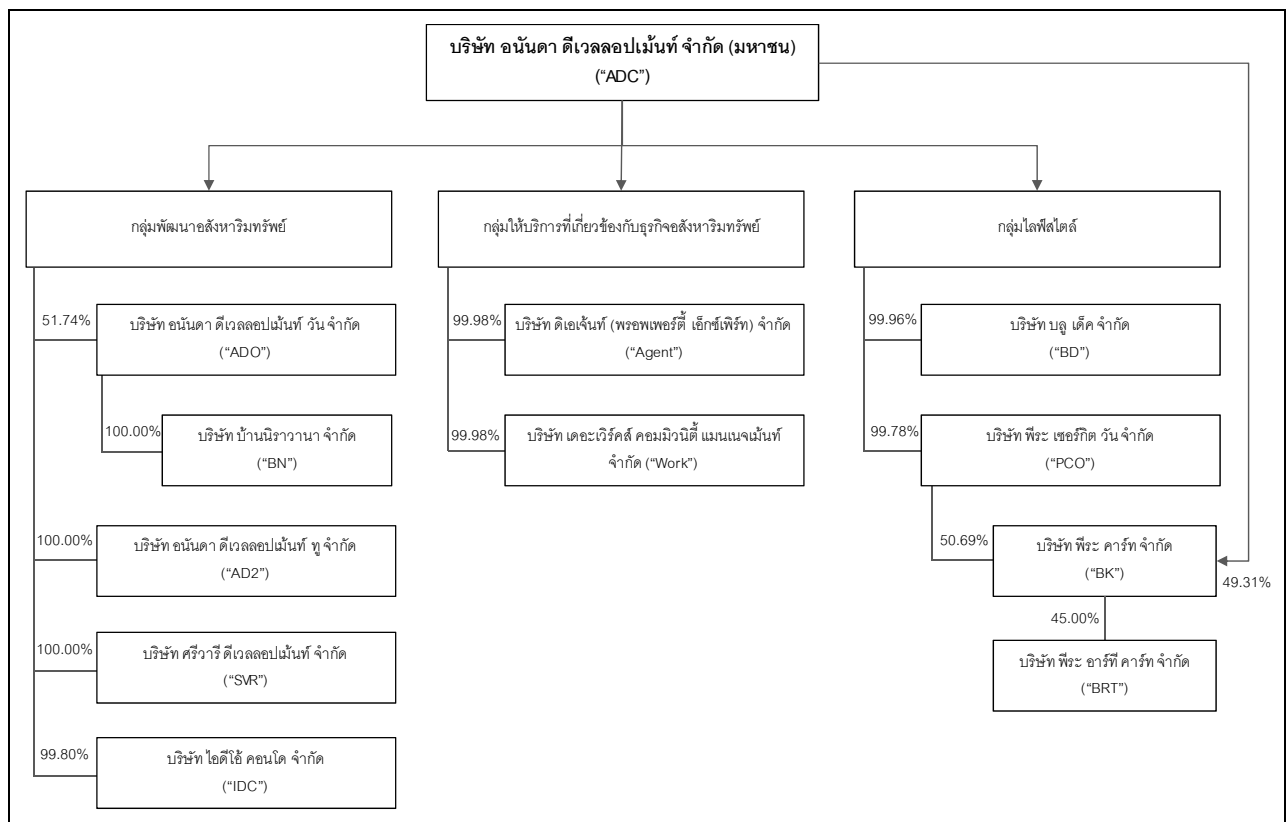 บริษัท อนันดา ดีเวลลอปเม้นท์ จำกัด (มหาชน)
(“ADC”)
กลุ่มพัฒนาอสังหาริมทรัพย์
กลุ่มให้บริการที่เกี่ยวข้องกับธุรกิจอสังหาริมทรัพย์
กลุ่มไลฟ์สไตล์
51.74%
บริษัท อนันดา ดีเวลลอปเม้นท์ วัน จำกัด
(“ADO”)
100.00%
บริษัท บ้านนิราวานา จำกัด
(“BN”)
100.00%
บริษัท อนันดา ดีเวลลอปเม้นท์ ทู จำกัด
(“AD2”)
100.00%
บริษัท ศรีวารี ดีเวลลอปเม้นท์ จำกัด
(“SVR”)
99.80%
บริษัท ไอดีโอ้ คอนโด จำกัด
(“IDC”)
99.98%
บริษัท ดิเอเจ้นท์ (พรอพเพอร์ตี้ เอ็กซ์เพิร์ท) จำกัด
(“Agent”)
99.98%
บริษัท เดอะเวิร์คส์ คอมมิวนิตี้ แมนเนจเม้นท์
จำกัด (“Work”)
99.96%
บริษัท บลู เด็ค จำกัด
(“BD”)
99.78%
บริษัท พีระ เซอร์กิต วัน จำกัด
(“PCO”)
50.69%
บริษัท พีระ คาร์ท จำกัด
(“BK”)
49.31%
45.00%
บริษัท พีระ อาร์ที คาร์ท จำกัด
(“BRT”)